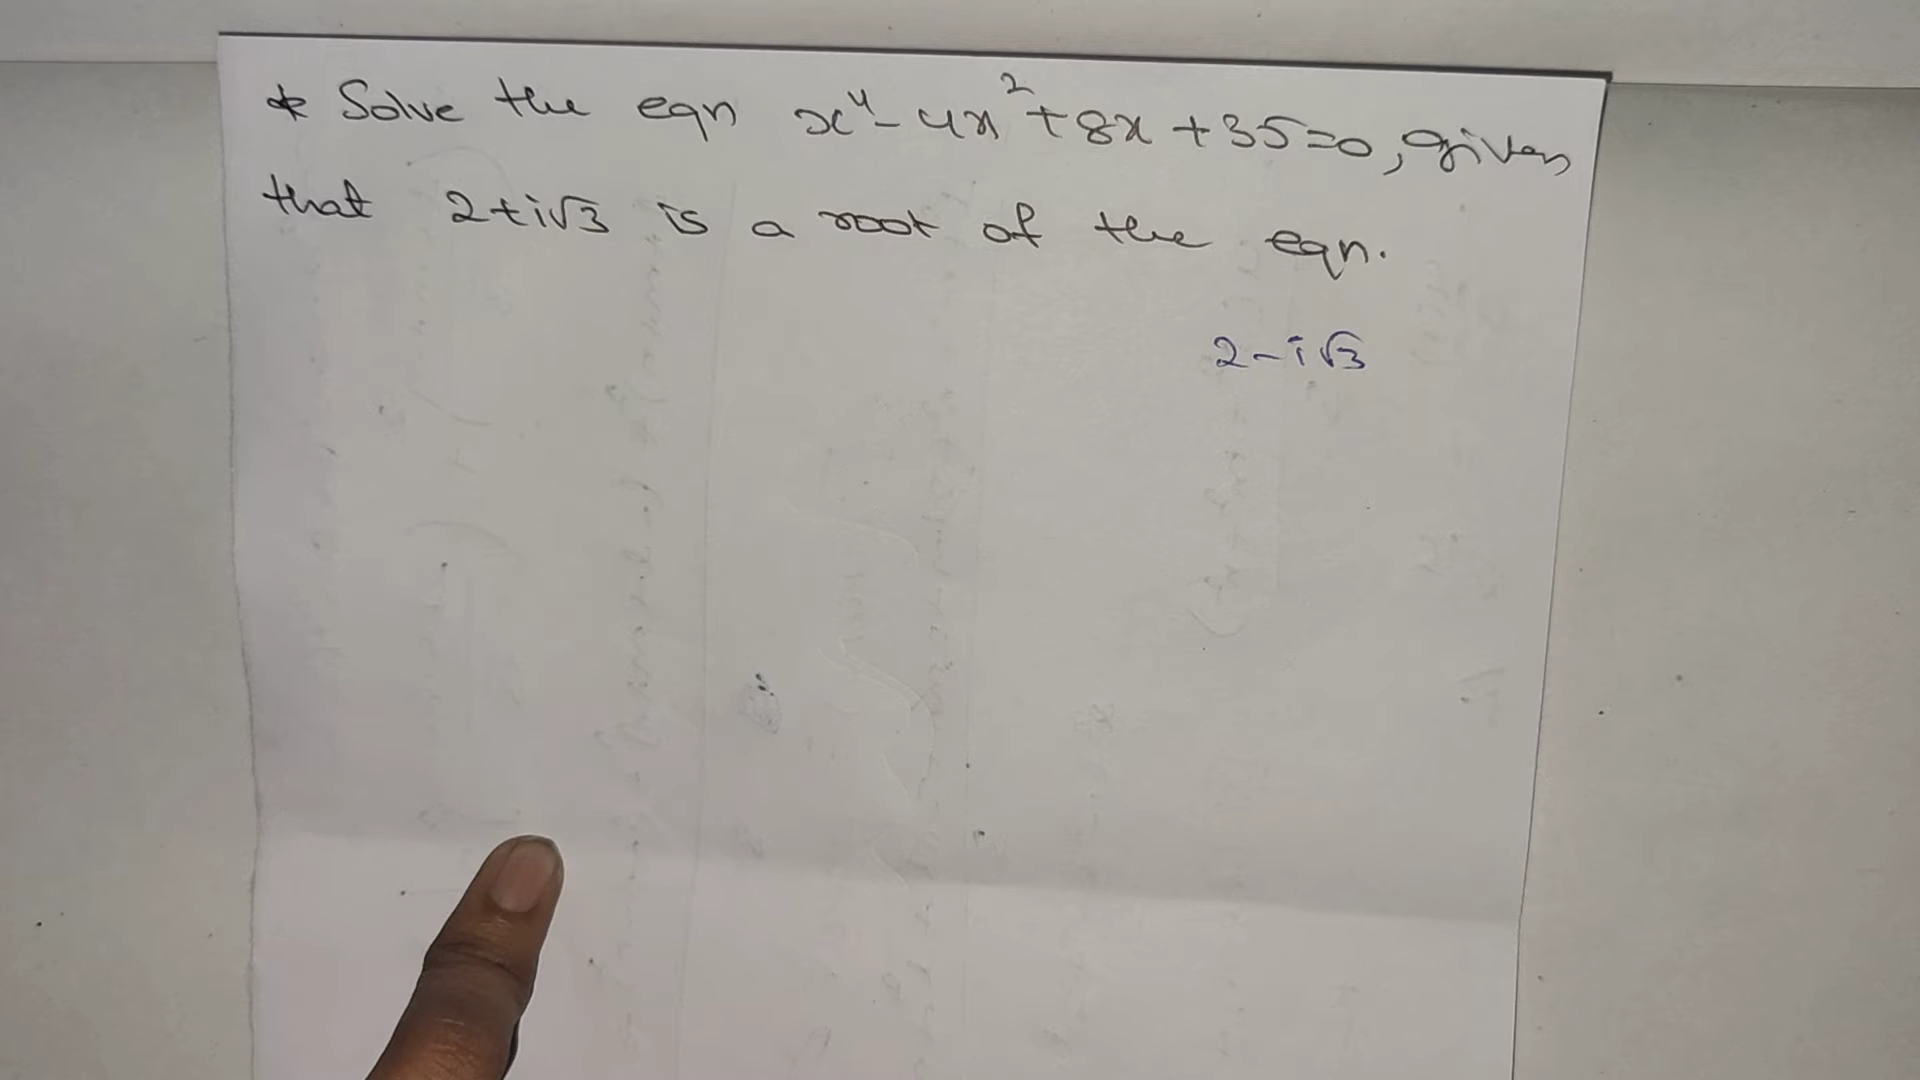 * Solve the eqn x⁴ - 4x² + 8x + 35 = 0, given
that 2+i√3 is a root of the eqn.
2-i√3